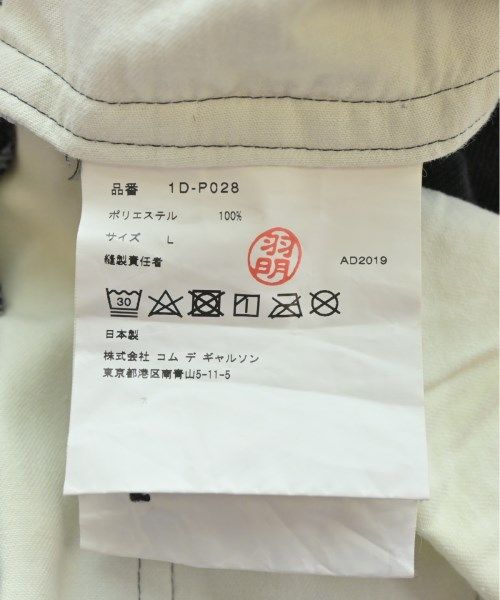 品番 1D-P028
ポリエステル 100%
サイズ L
縫製責任者 羽明 AD2019
30
日本製
株式会社 コム デ ギャルソン
東京都港区南青山5-11-5